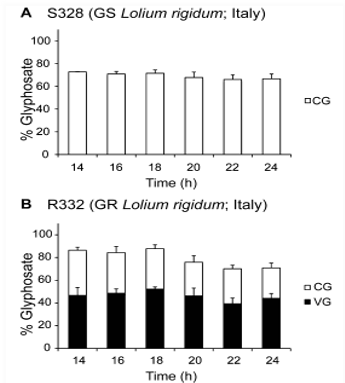 A S328 (GS Lolium rigidum; Italy)
% Glyphosate
100
80
60
40
20
0
CG
14 16 18 20 22 24
Time (h)
B R332 (GR Lolium rigidum; Italy)
% Glyphosate
100
80
60
40
20
0
CG
VG
14 16 18 20 22 24
Time (h)